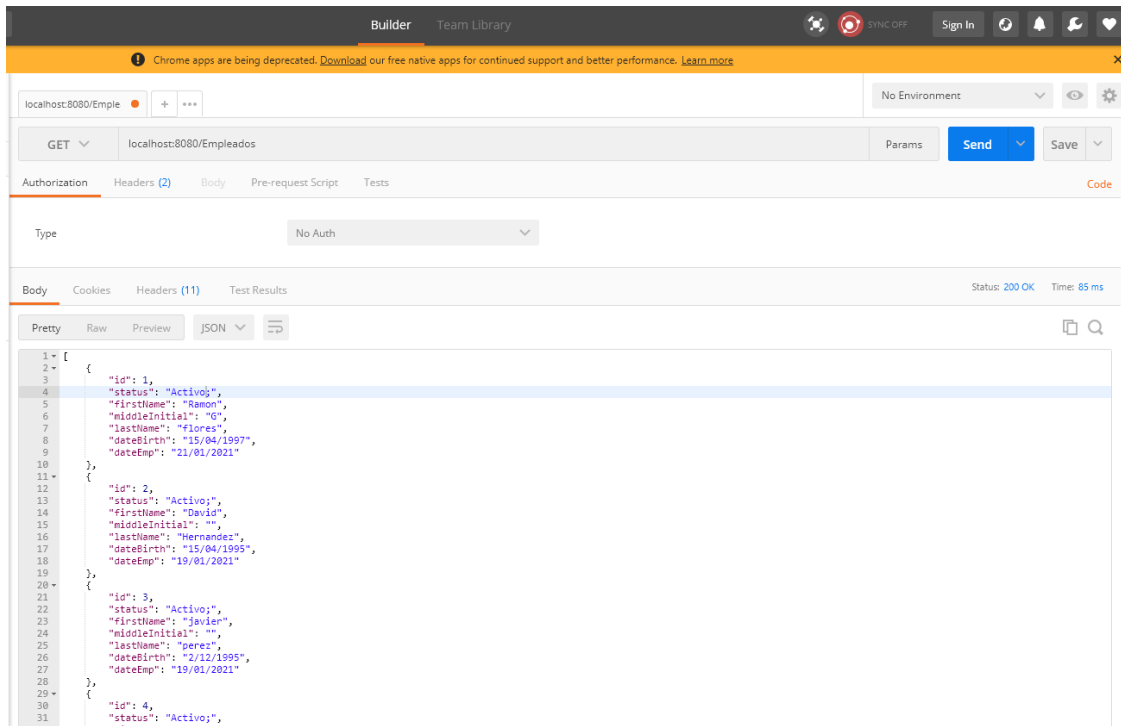 Builder Team Library SYNC OFF Sign In
Chrome apps are being deprecated. Download our free native apps for continued support and better performance. Learn more
localhost:8080/Emple + ••• No Environment
GET localhost:8080/Empleados Params Send Save
Authorization Headers (2) Body Pre-request Script Tests Code
Type No Auth
Body Cookies Headers (11) Test Results Status: 200 OK Time: 85 ms
Pretty Raw Preview JSON
1 [
2 {
3 "id": 1,
4 "status": "Activo;",
5 "firstName": "Ramon",
6 "middleInitial": "G",
7 "lastName": "flores",
8 "dateBirth": "15/04/1997",
9 "dateEmp": "21/01/2021"
10 },
11 {
12 "id": 2,
13 "status": "Activo;",
14 "firstName": "David",
15 "middleInitial": "",
16 "lastName": "Hernandez",
17 "dateBirth": "15/04/1995",
18 "dateEmp": "19/01/2021"
19 },
20 {
21 "id": 3,
22 "status": "Activo;",
23 "firstName": "javier",
24 "middleInitial": "",
25 "lastName": "perez",
26 "dateBirth": "2/12/1995",
27 "dateEmp": "19/01/2021"
28 },
29 {
30 "id": 4,
31 "status": "Activo;",